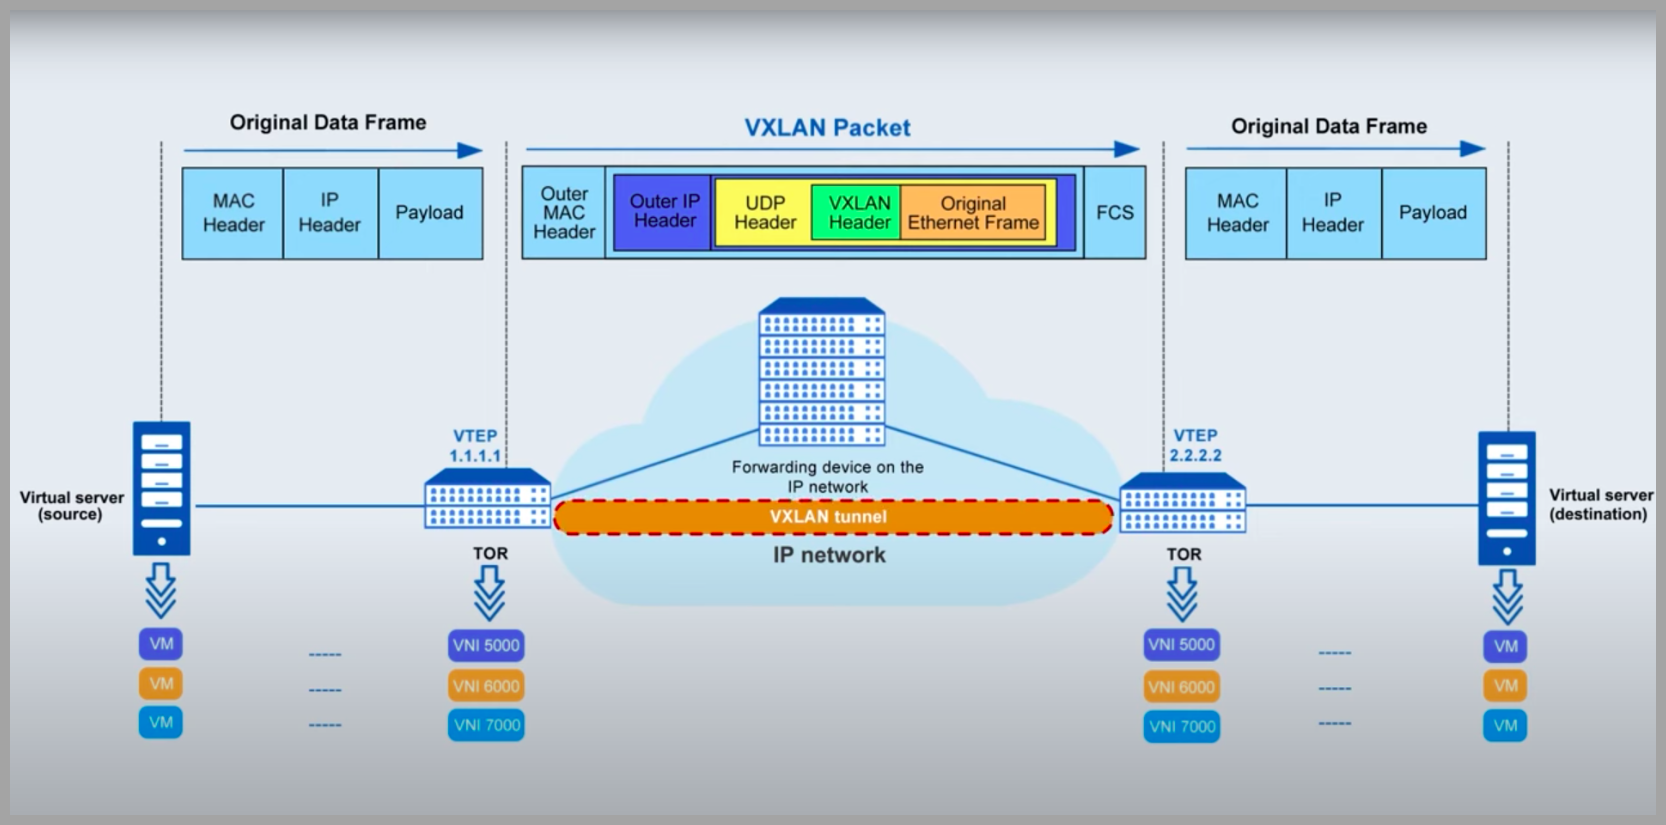 Original Data Frame
VXLAN Packet
Original Data Frame
MAC
Header
IP
Header
Payload
Outer
MAC
Header
Outer IP
Header
UDP
Header
VXLAN
Header
Original
Ethernet Frame
FCS
MAC
Header
IP
Header
Payload
VTEP
1.1.1.1
VTEP
2.2.2.2
Forwarding device on the
IP network
Virtual server
(source)
Virtual server
(destination)
VXLAN tunnel
IP network
TOR
TOR
VM
-----
VNI 5000
VNI 5000
-----
VM
VM
-----
VNI 6000
VNI 6000
-----
VM
VM
-----
VNI 7000
VNI 7000
-----
VM